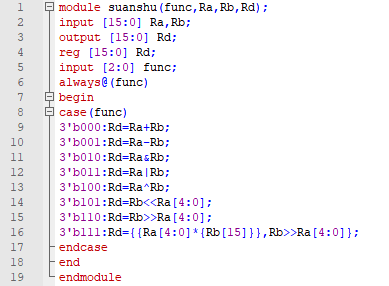 1 module suanshu(func,Ra,Rb,Rd);
2 input [15:0] Ra,Rb;
3 output [15:0] Rd;
4 reg [15:0] Rd;
5 input [2:0] func;
6 always@(func)
7 begin
8 case(func)
9 3'b000:Rd=Ra+Rb;
10 3'b001:Rd=Ra-Rb;
11 3'b010:Rd=Ra&Rb;
12 3'b011:Rd=Ra|Rb;
13 3'b100:Rd=Ra^Rb;
14 3'b101:Rd=Rb<<Ra[4:0];
15 3'b110:Rd=Rb>>Ra[4:0];
16 3'b111:Rd={{Ra[4:0]*{Rb[15]}},Rb>>Ra[4:0]};
17 endcase
18 end
19 endmodule